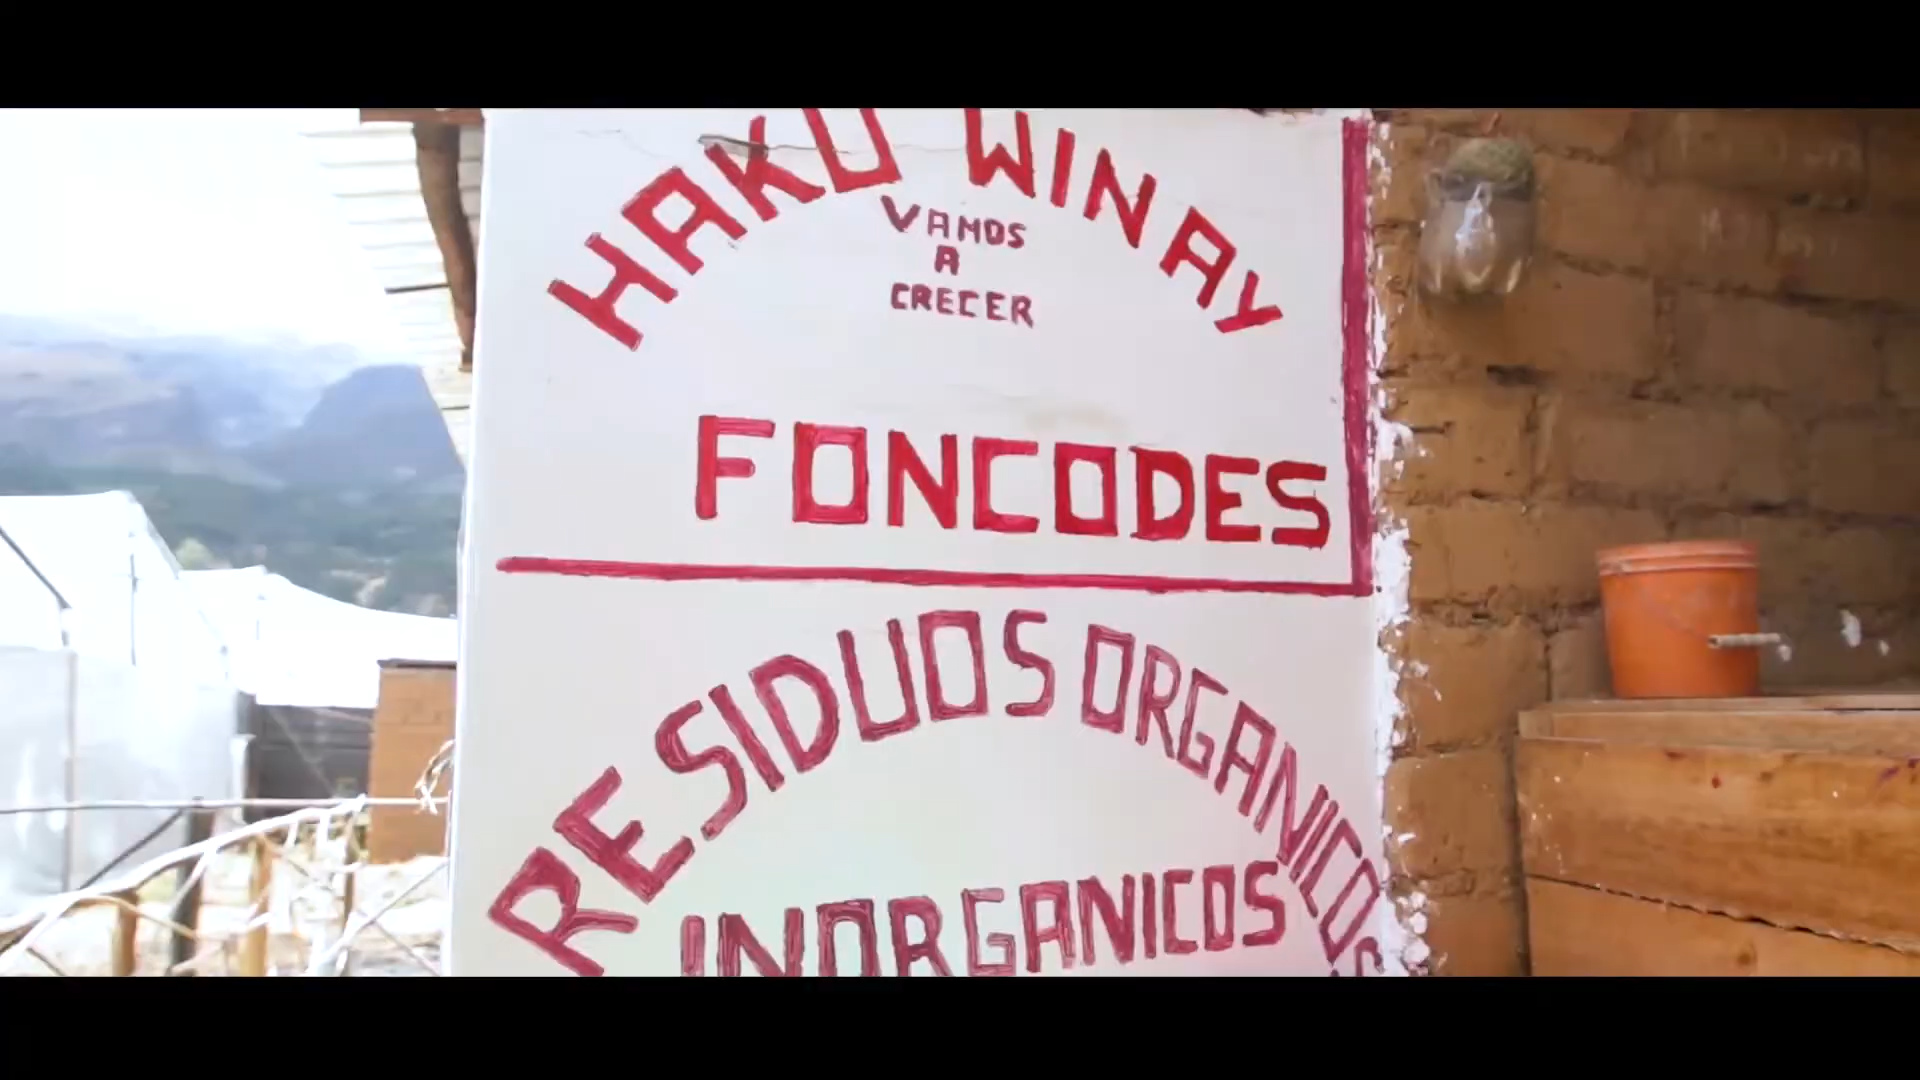 HAKU WINAY
VAMOS
A
CRECER
FONCODES
RESIDUOS ORGANICOS
INORGANICOS